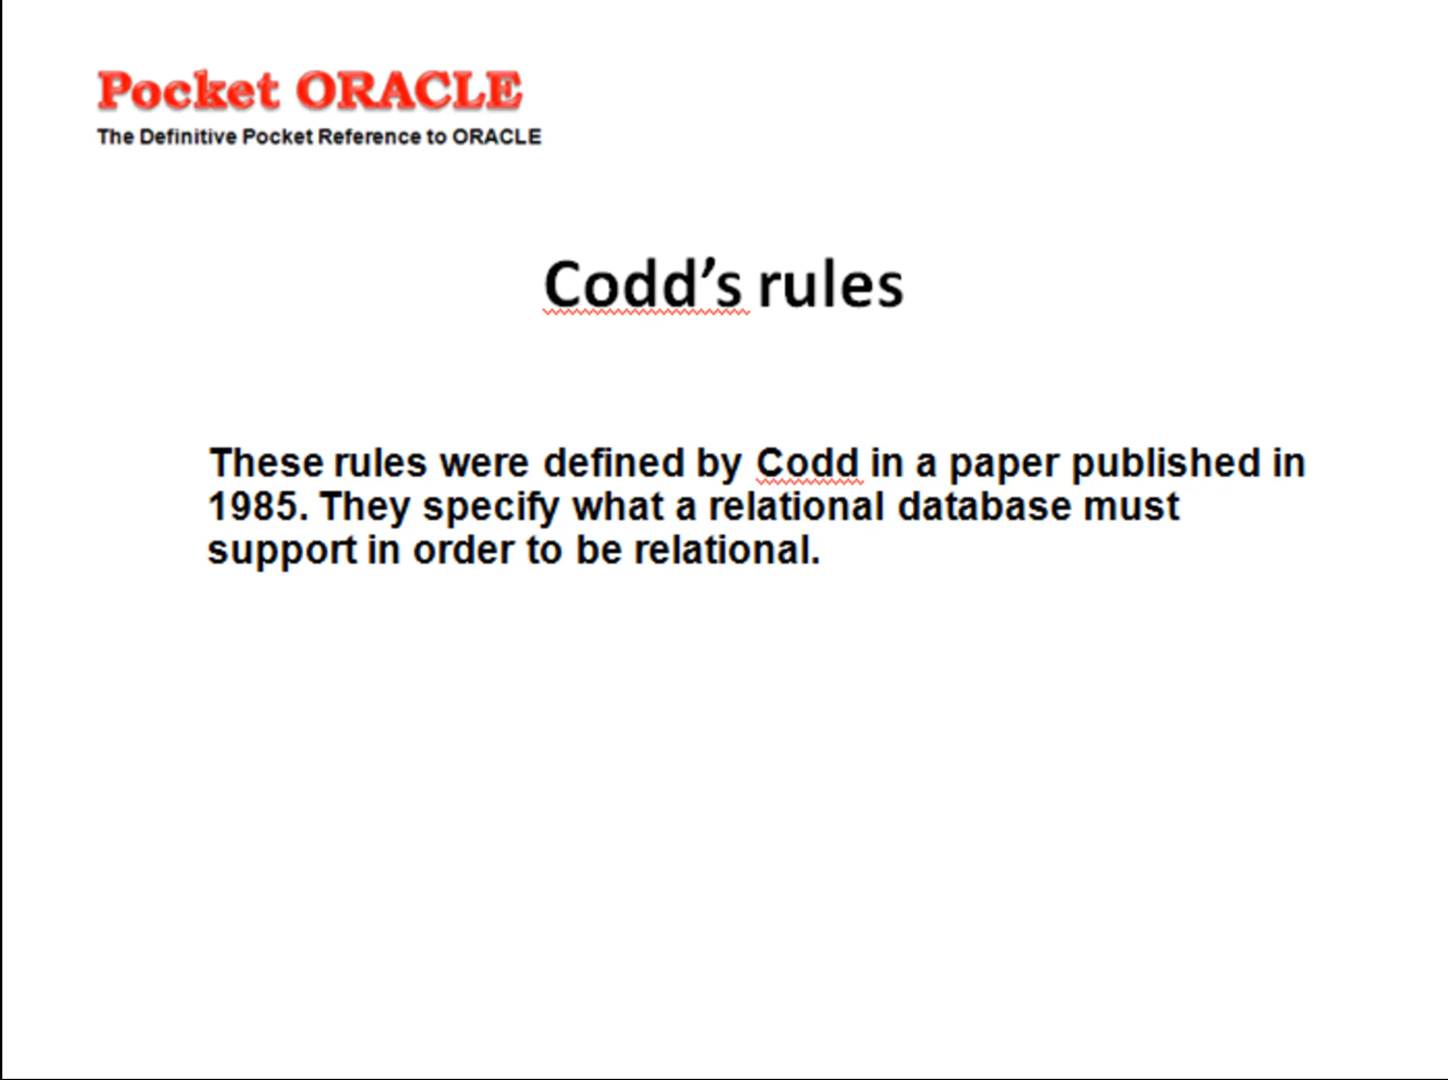 Pocket ORACLE
The Definitive Pocket Reference to ORACLE
Codd’s rules
These rules were defined by Codd in a paper published in
1985. They specify what a relational database must
support in order to be relational.